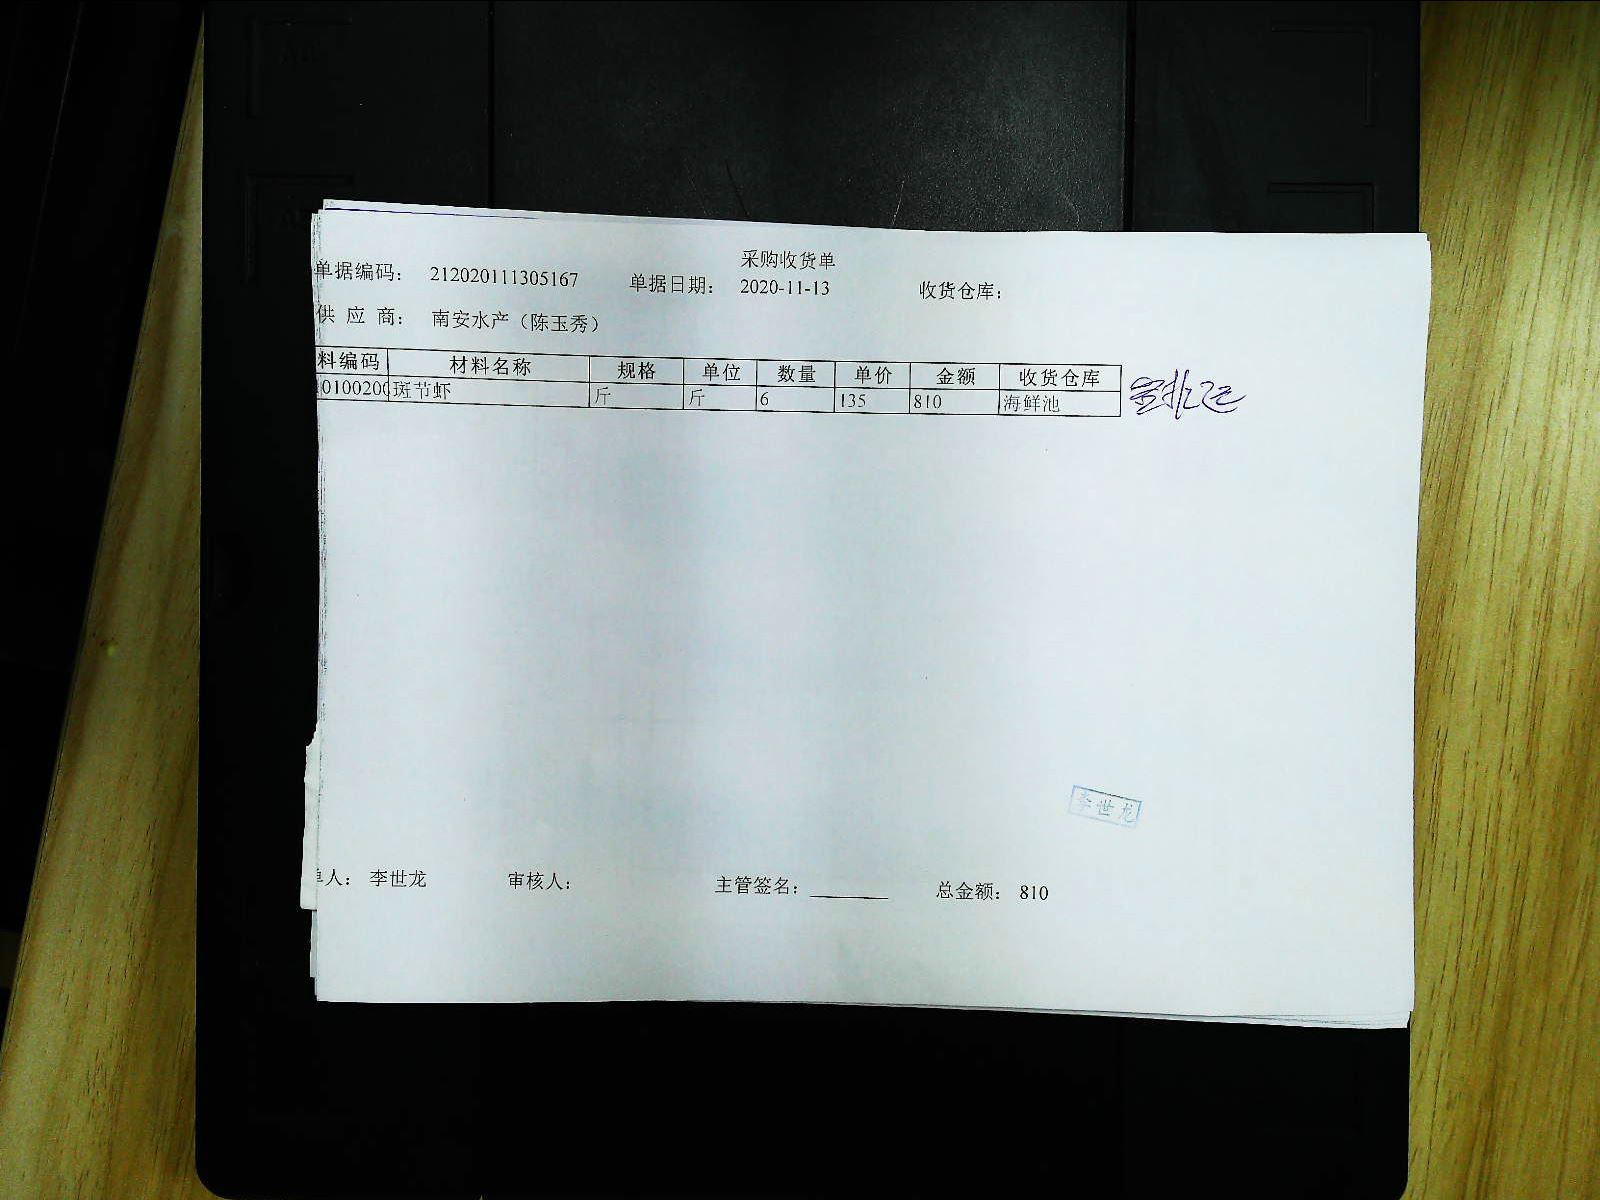 采购收货单
单据编码： 212020111305167 单据日期： 2020-11-13 收货仓库：
供 应 商： 南安水产（陈玉秀）
料编码 材料名称 规格 单位 数量 单价 金额 收货仓库
0100200 斑节虾 斤 斤 6 135 810 海鲜池
李世龙
单人： 李世龙 审核人： 主管签名： ________ 总金额： 810